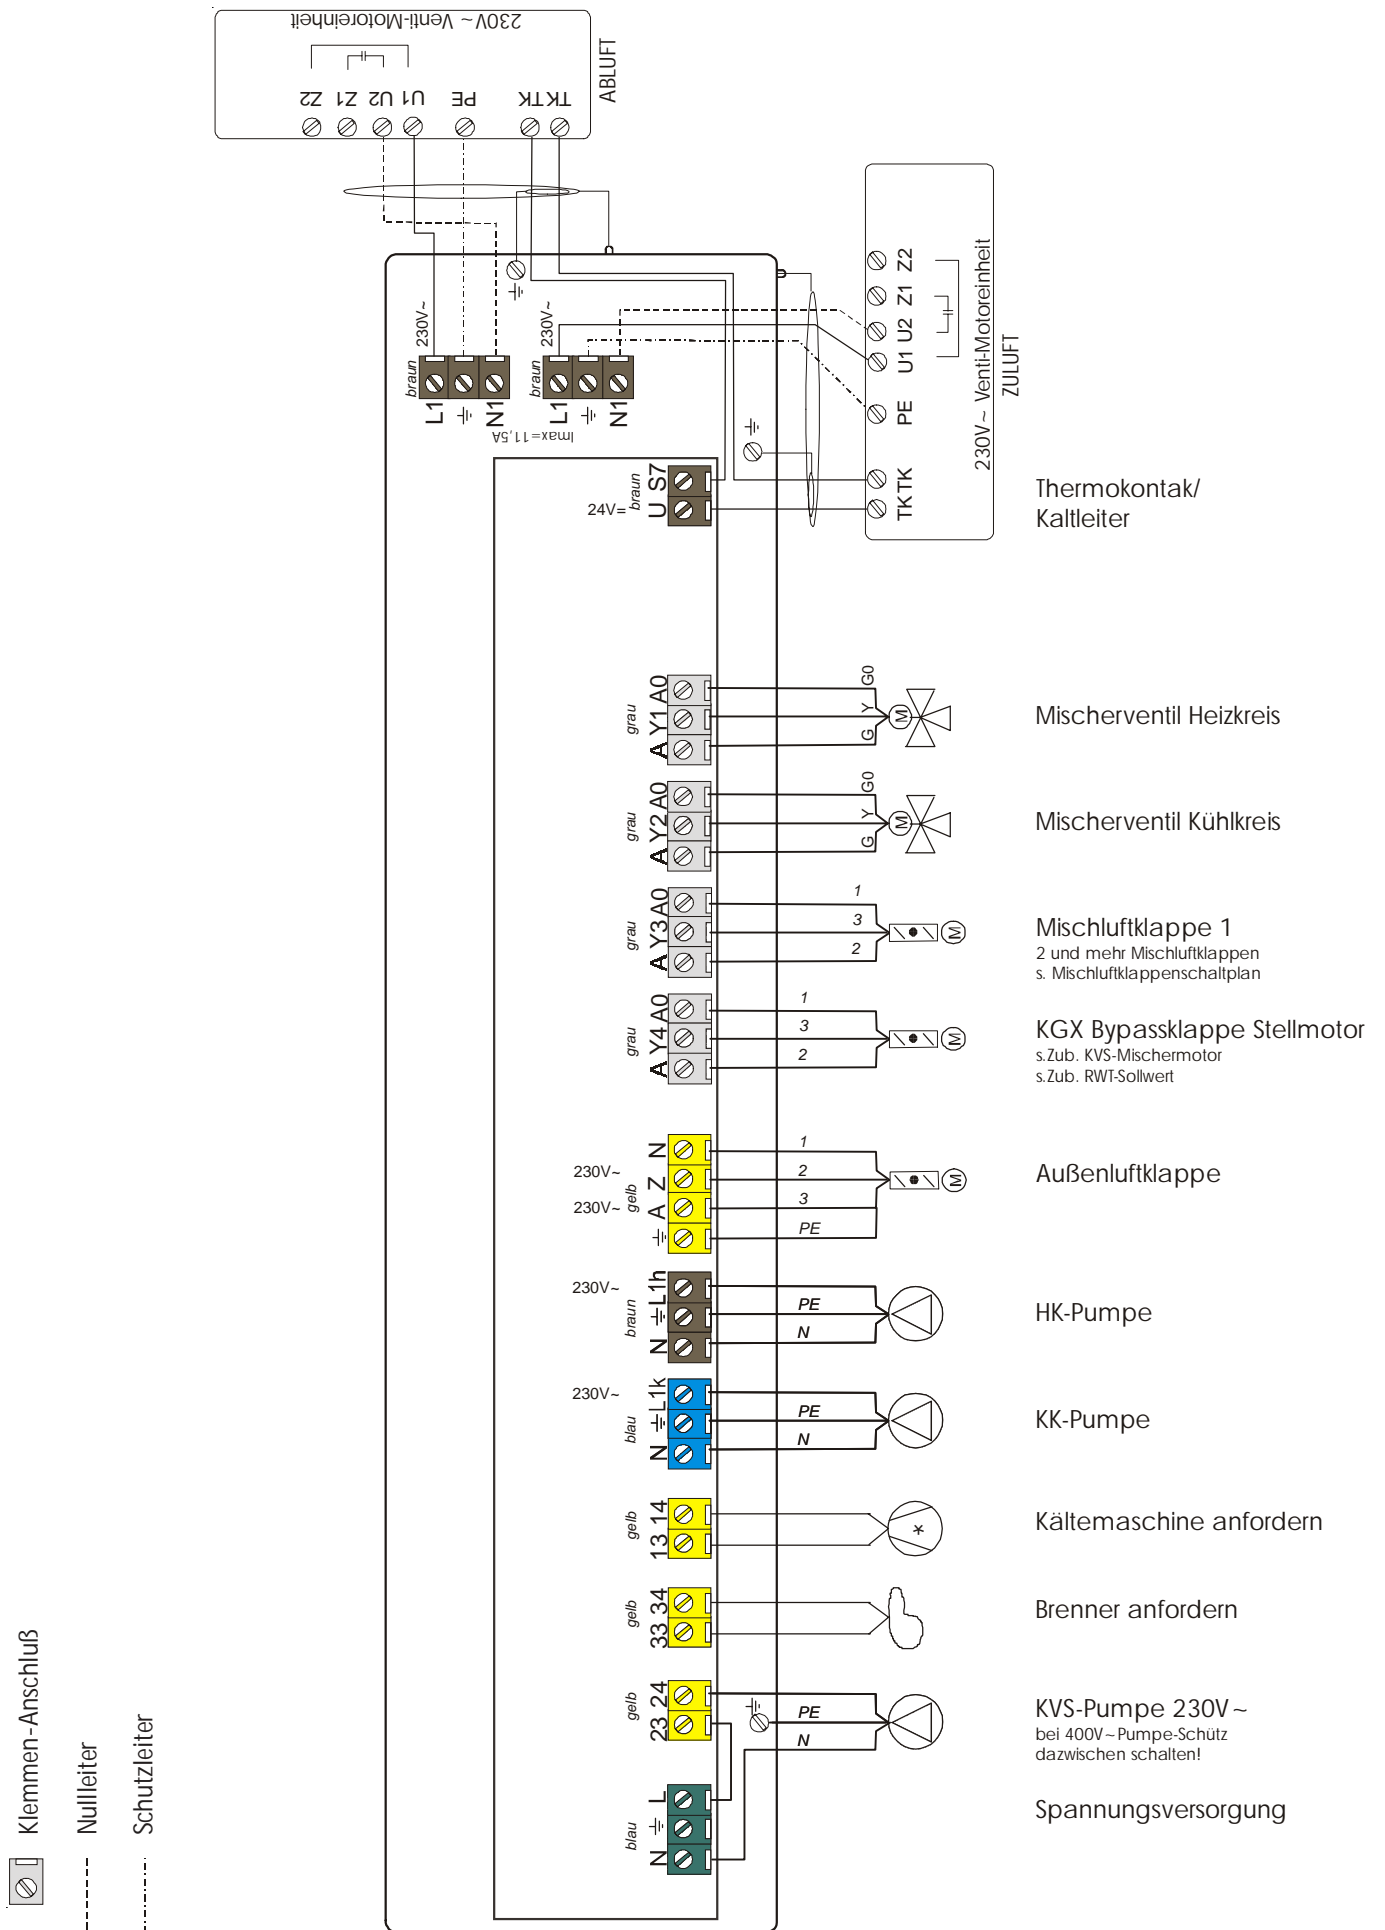 230V~ Venti-Motoreinheit
Z2 Z1 U2 U1 PE TK TK
ABLUFT
230V~
braun
L1
N1
230V~
braun
L1
N1
Imax=11,5A
Z2
Z1
U2
U1
PE
TK
TK
230V~ Venti-Motoreinheit
ZULUFT
braun
S7
U
24V=
Thermokontak/
Kaltleiter
grau
A0
Y1
A
G0
Y
G
M
Mischerventil Heizkreis
grau
A0
Y2
A
G0
Y
G
M
Mischerventil Kühlkreis
grau
A0
Y3
A
1
3
2
M
Mischluftklappe 1
2 und mehr Mischluftklappen
s. Mischluftklappenschaltplan
grau
A0
Y4
A
1
3
2
M
KGX Bypassklappe Stellmotor
s.Zub. KVS-Mischermotor
s.Zub. RWT-Sollwert
gelb
N
230V~ Z
230V~ A
1
2
3
PE
M
Außenluftklappe
230V~
braun
L1h
N
PE
N
HK-Pumpe
230V~
blau
L1k
N
PE
N
KK-Pumpe
gelb
14
13
*
Kältemaschine anfordern
gelb
34
33
Brenner anfordern
gelb
24
23
PE
N
KVS-Pumpe 230V~
bei 400V~Pumpe-Schütz
dazwischen schalten!
blau
L
N
Spannungsversorgung
Klemmen-Anschluß
Nullleiter
Schutzleiter